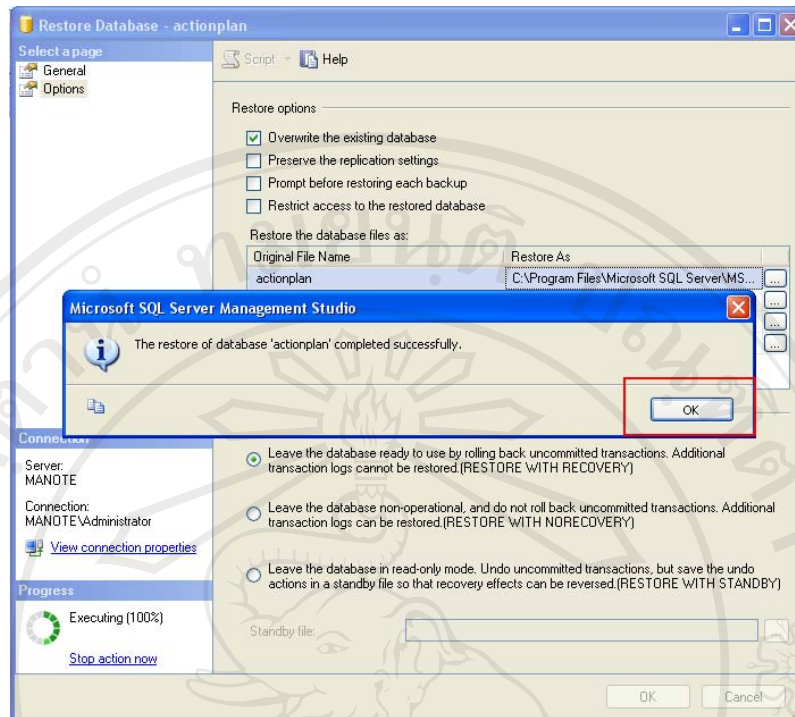 Restore Database - actionplan
Select a page
General
Options
Script
Help
Restore options
Overwrite the existing database
Preserve the replication settings
Prompt before restoring each backup
Restrict access to the restored database
Restore the database files as:
Original File Name Restore As
actionplan C:\Program Files\Microsoft SQL Server\MS... ...
Microsoft SQL Server Management Studio
The restore of database 'actionplan' completed successfully.
OK
Connection
Server:
MANOTE
Connection:
MANOTE\Administrator
View connection properties
Leave the database ready to use by rolling back uncommitted transactions. Additional
transaction logs cannot be restored.(RESTORE WITH RECOVERY)
Leave the database non-operational, and do not roll back uncommitted transactions. Additional
transaction logs can be restored.(RESTORE WITH NORECOVERY)
Leave the database in read-only mode. Undo uncommitted transactions, but save the undo
actions in a standby file so that recovery effects can be reversed.(RESTORE WITH STANDBY)
Standby file:
Progress
Executing (100%)
Stop action now
OK Cancel